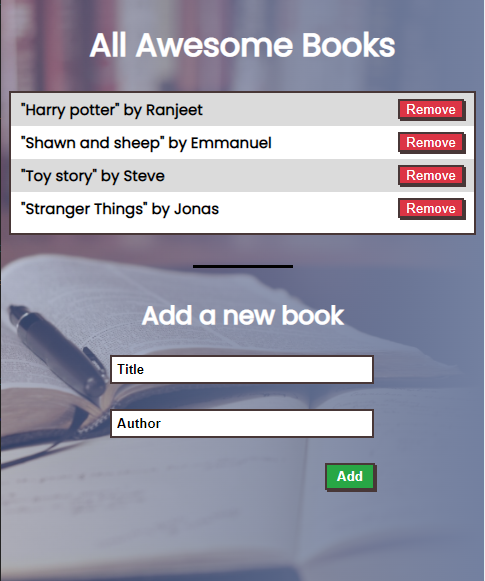 All Awesome Books
"Harry potter" by Ranjeet Remove
"Shawn and sheep" by Emmanuel Remove
"Toy story" by Steve Remove
"Stranger Things" by Jonas Remove
Add a new book
Title
Author
Add